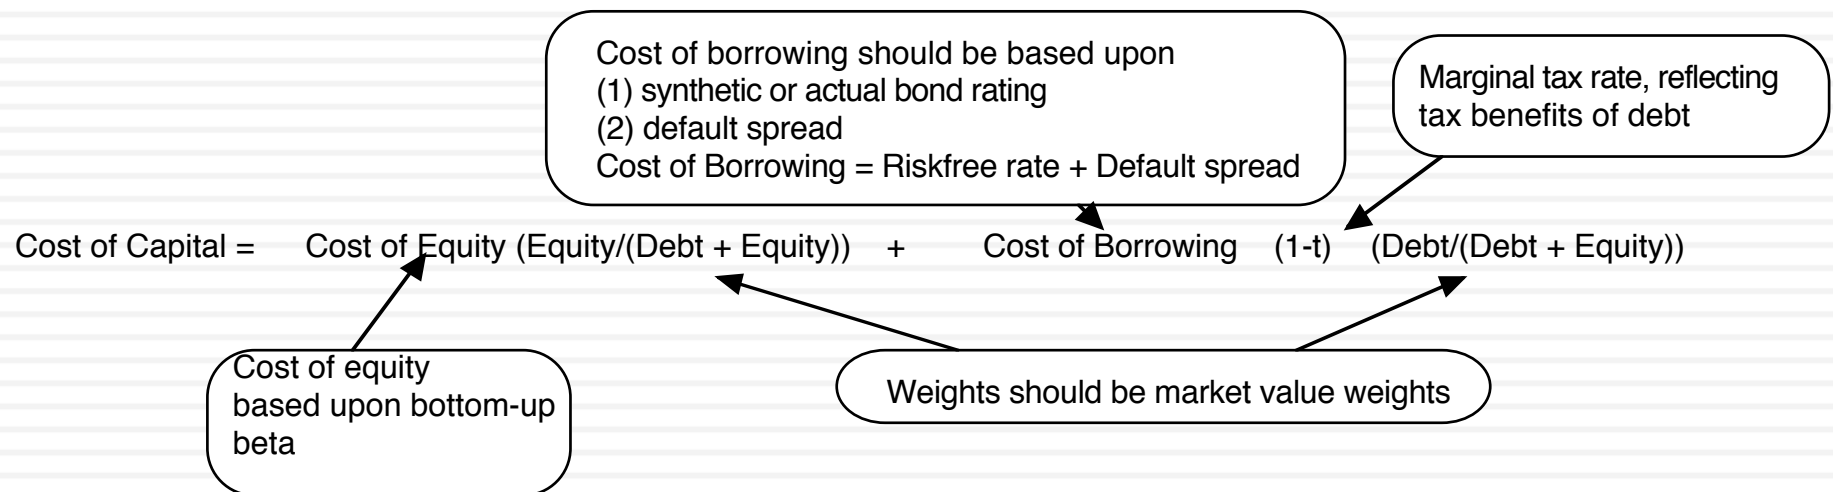 Cost of borrowing should be based upon
(1) synthetic or actual bond rating
(2) default spread
Cost of Borrowing = Riskfree rate + Default spread
Marginal tax rate, reflecting
tax benefits of debt
Cost of Capital = Cost of Equity (Equity/(Debt + Equity)) + Cost of Borrowing (1-t) (Debt/(Debt + Equity))
Cost of equity
based upon bottom-up
beta
Weights should be market value weights